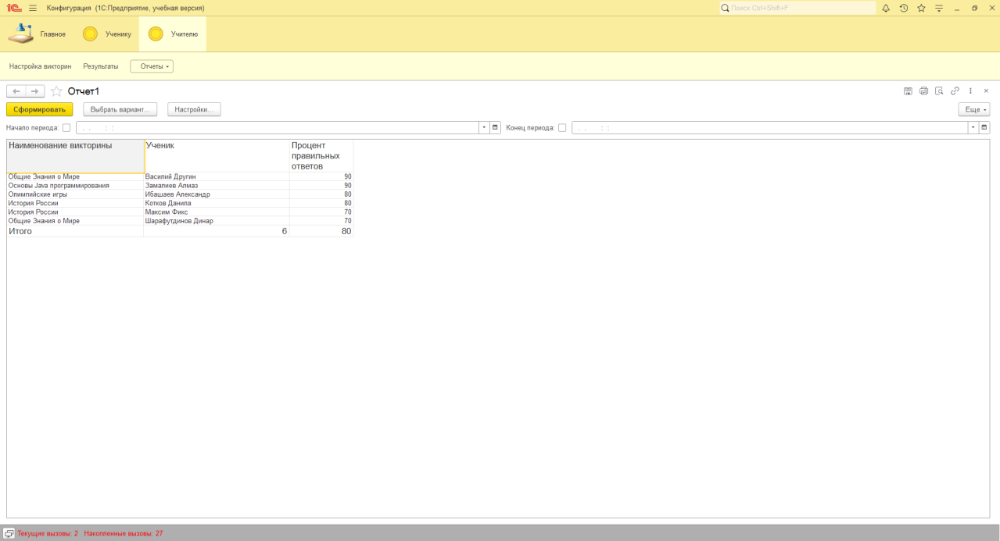 1С Конфигурация (1С:Предприятие, учебная версия) Поиск Ctrl+Shift+F
Главное Ученику Учителю
Настройка викторин Результаты Отчеты
Отчет1
Сформировать Выбрать вариант... Настройки... Еще
Начало периода: . . : : Конец периода: . . : :
Наименование викторины Ученик Процент
правильных
ответов
Общие Знания о Мире Василий Другин 90
Основы Java программирования Замалиев Алмаз 90
Олимпийские игры Ибашаев Александр 80
История России Котков Данила 80
История России Максим Фикс 70
Общие Знания о Мире Шарафутдинов Динар 70
Итого 6 80
Текущие вызовы: 2 Накопленные вызовы: 27